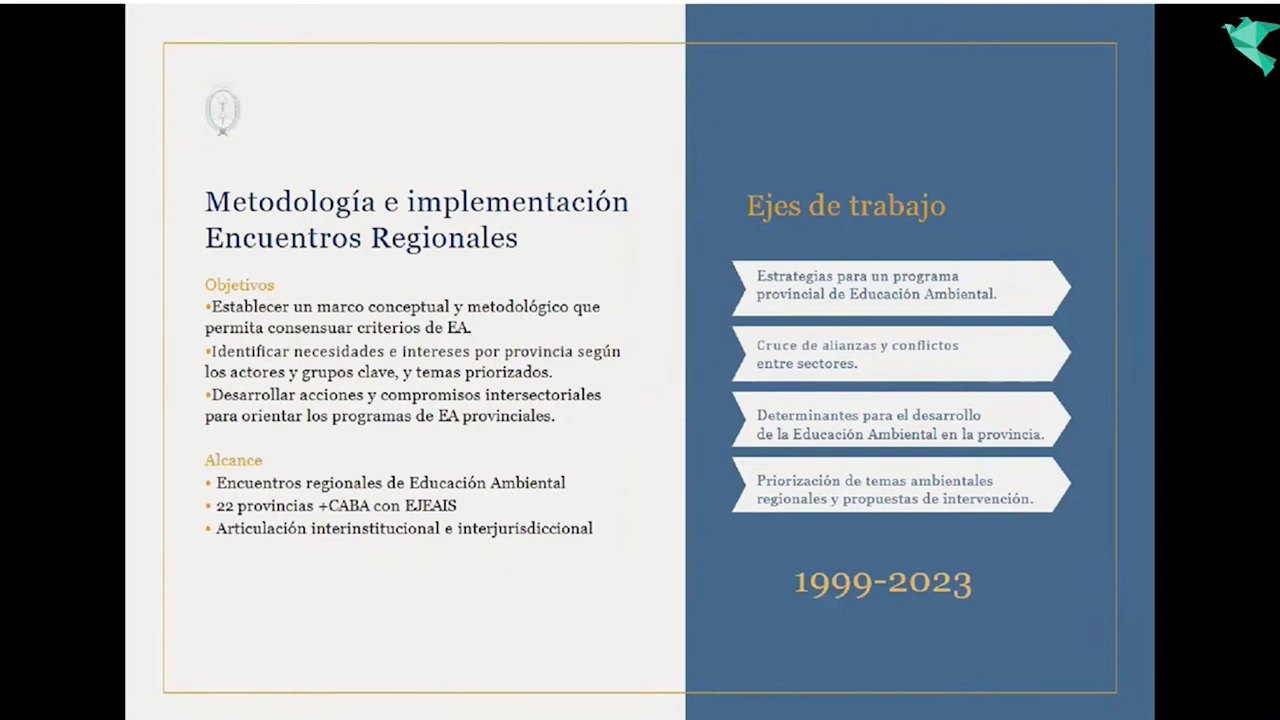 Metodología e implementación
Encuentros Regionales
Objetivos
•Establecer un marco conceptual y metodológico que
permita consensuar criterios de EA.
•Identificar necesidades e intereses por provincia según
los actores y grupos clave, y temas priorizados.
•Desarrollar acciones y compromisos intersectoriales
para orientar los programas de EA provinciales.
Alcance
• Encuentros regionales de Educación Ambiental
• 22 provincias +CABA con EJEAIS
• Articulación interinstitucional e interjurisdiccional
Ejes de trabajo
Estrategias para un programa
provincial de Educación Ambiental.
Cruce de alianzas y conflictos
entre sectores.
Determinantes para el desarrollo
de la Educación Ambiental en la provincia.
Priorización de temas ambientales
regionales y propuestas de intervención.
1999-2023